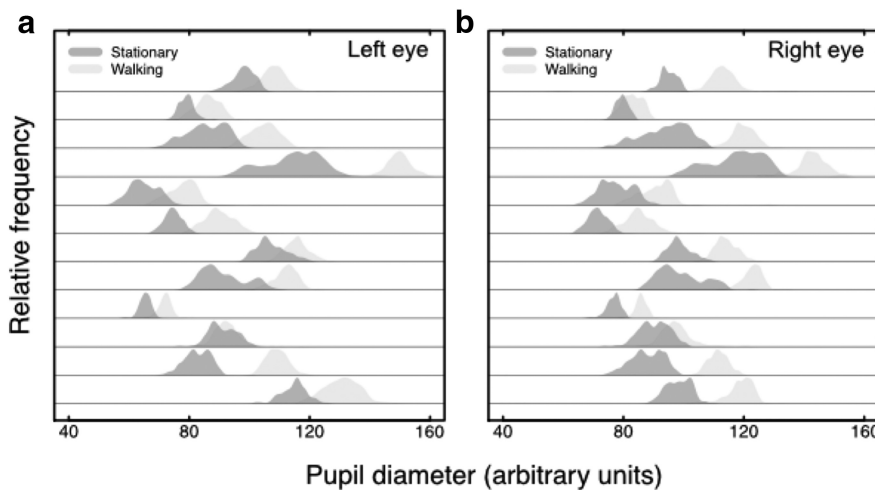 a
Left eye
Stationary
Walking
b
Right eye
Stationary
Walking
Relative frequency
40 80 120 160
40 80 120 160
Pupil diameter (arbitrary units)